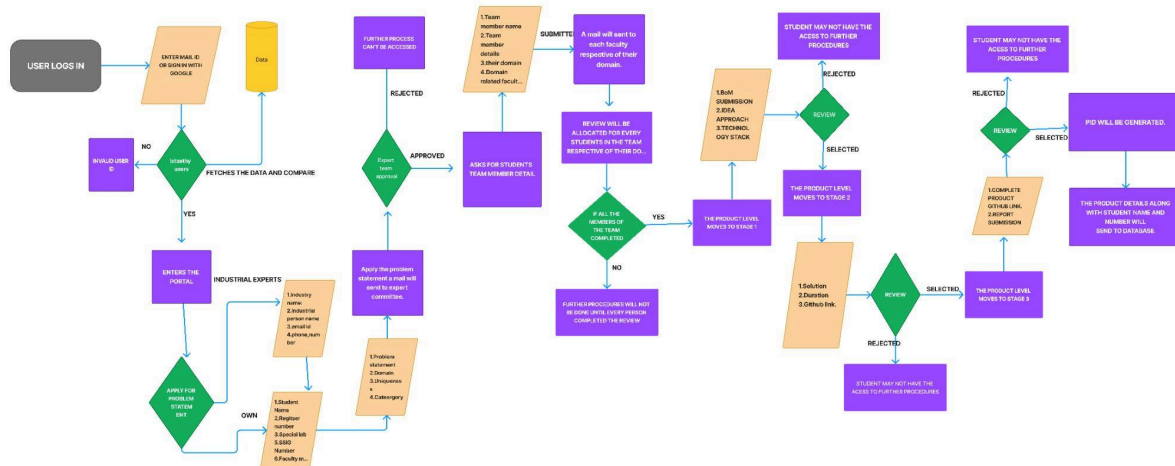 USER LOGS IN
ENTER MAIL ID
OR SIGN IN WITH
GOOGLE
Data
NO
INVALID USER
ID
users
FETCHES THE DATA AND COMPARE
YES
ENTERS THE
PORTAL
INDUSTRIAL EXPERTS
1.Industry
name:
2.Industrial
person name
3.email id
4.phone,num
ber
APPLY FOR
PROBLEM
STATEM
ENT
OWN
1.Student
Name
2.Regitser
number
3.Special lab
5.SSIG
Number
6.Faculty m...
1.Problem
statement
2.Domain
3.Uniquenes
s
4.Cateargory
Apply the problem
statement a mail will
send to expert
committee.
Expert
team
approval
REJECTED
FURTHER PROCESS
CAN'T BE ACCESSED
APPROVED
ASKS FOR STUDENTS
TEAM MEMBER DETAIL
1.Team
member name
2.Team
member
details
3.their domain
4.Domain
related facult...
SUBMITTE
A mail will sent to
each faculty
respective of their
domain.
REVIEW WILL BE
ALLOCATED FOR EVERY
STUDENTS IN THE TEAM
RESPECTIVE OF THEIR DO...
IF ALL THE
MEMBERS OF
THE TEAM
COMPLETED
YES
NO
FURTHER PROCEDURES WILL NOT
BE DONE UNTIL EVERY PERSON
COMPLETED THE REVIEW
THE PRODUCT LEVEL
MOVES TO STAGE 1
1.BoM
SUBMISSION
2.IDEA
APPROACH
3.TECHNOL
OGY STACK
REVIEW
REJECTED
STUDENT MAY NOT HAVE THE
ACESS TO FURTHER
PROCEDURES
SELECTED
THE PRODUCT LEVEL
MOVES TO STAGE 2
1.Solution
2.Duration
3.Github link.
REVIEW
REJECTED
STUDENT MAY NOT HAVE THE
ACESS TO FURTHER PROCEDURES
SELECTED
THE PRODUCT LEVEL
MOVES TO STAGE 3
1.COMPLETE
PRODUCT
GITHUB LINK.
2.REPORT
SUBMISSION
REVIEW
REJECTED
STUDENT MAY NOT HAVE THE
ACESS TO FURTHER
PROCEDURES
SELECTED
PID WILL BE GENERATED.
THE PRODUCT DETAILS ALONG
WITH STUDENT NAME AND
NUMBER WILL
SEND TO DATABASE.